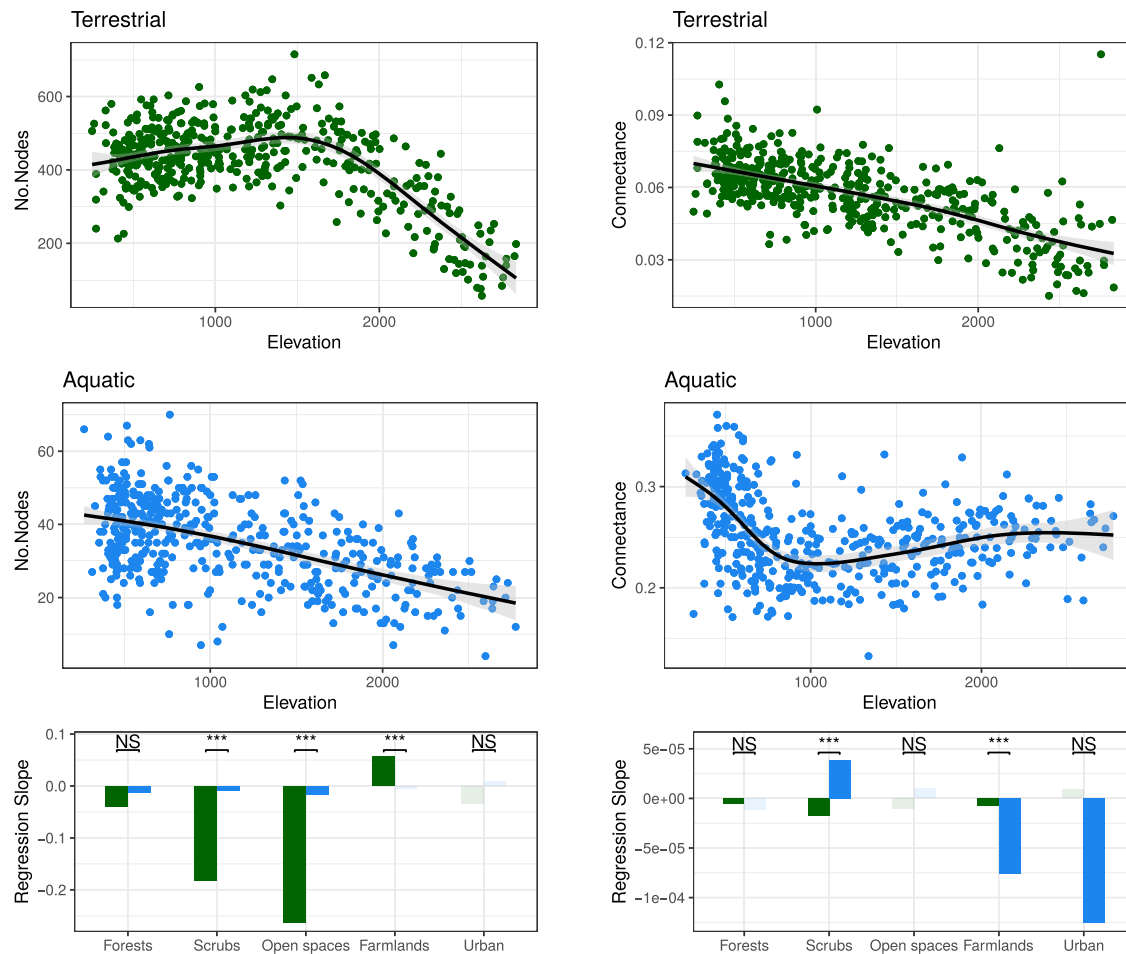 Terrestrial
No.Nodes
600
400
200
1000
2000
Elevation
Terrestrial
Connectance
0.12
0.09
0.06
0.03
1000
2000
Elevation
Aquatic
No.Nodes
60
40
20
1000
2000
Elevation
Aquatic
Connectance
0.3
0.2
1000
2000
Elevation
Regression Slope
0.1
0.0
−0.1
−0.2
NS
***
***
***
NS
Forests
Scrubs
Open spaces
Farmlands
Urban
Regression Slope
5e−05
0e+00
−5e−05
−1e−04
NS
***
NS
***
NS
Forests
Scrubs
Open spaces
Farmlands
Urban